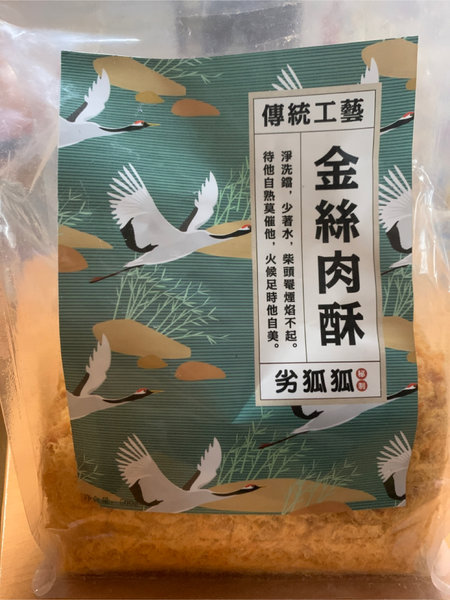 傳統工藝
金絲肉酥
淨洗鐺，少著水，柴頭罨煙焰不起。
待他自熟莫催他，火候足時他自美。
劣狐狐